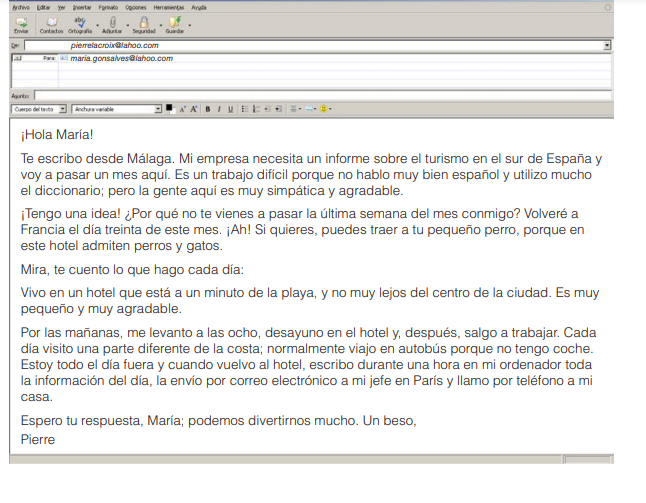 Archivo Editar Ver Insertar Formato Opciones Herramientas Ayuda
Enviar Contactos Ortografía Adjuntar Seguridad Guardar
De: pierrelacroix@lahoo.com
Para: maria.gonsalves@lahoo.com
Asunto:
Cuerpo del texto Anchura variable
¡Hola María!
Te escribo desde Málaga. Mi empresa necesita un informe sobre el turismo en el sur de España y
voy a pasar un mes aquí. Es un trabajo difícil porque no hablo muy bien español y utilizo mucho
el diccionario; pero la gente aquí es muy simpática y agradable.
¡Tengo una idea! ¿Por qué no te vienes a pasar la última semana del mes conmigo? Volveré a
Francia el día treinta de este mes. ¡Ah! Si quieres, puedes traer a tu pequeño perro, porque en
este hotel admiten perros y gatos.
Mira, te cuento lo que hago cada día:
Vivo en un hotel que está a un minuto de la playa, y no muy lejos del centro de la ciudad. Es muy
pequeño y muy agradable.
Por las mañanas, me levanto a las ocho, desayuno en el hotel y, después, salgo a trabajar. Cada
día visito una parte diferente de la costa; normalmente viajo en autobús porque no tengo coche.
Estoy todo el día fuera y cuando vuelvo al hotel, escribo durante una hora en mi ordenador toda
la información del día, la envío por correo electrónico a mi jefe en París y llamo por teléfono a mi
casa.
Espero tu respuesta, María; podemos divertirnos mucho. Un beso,
Pierre